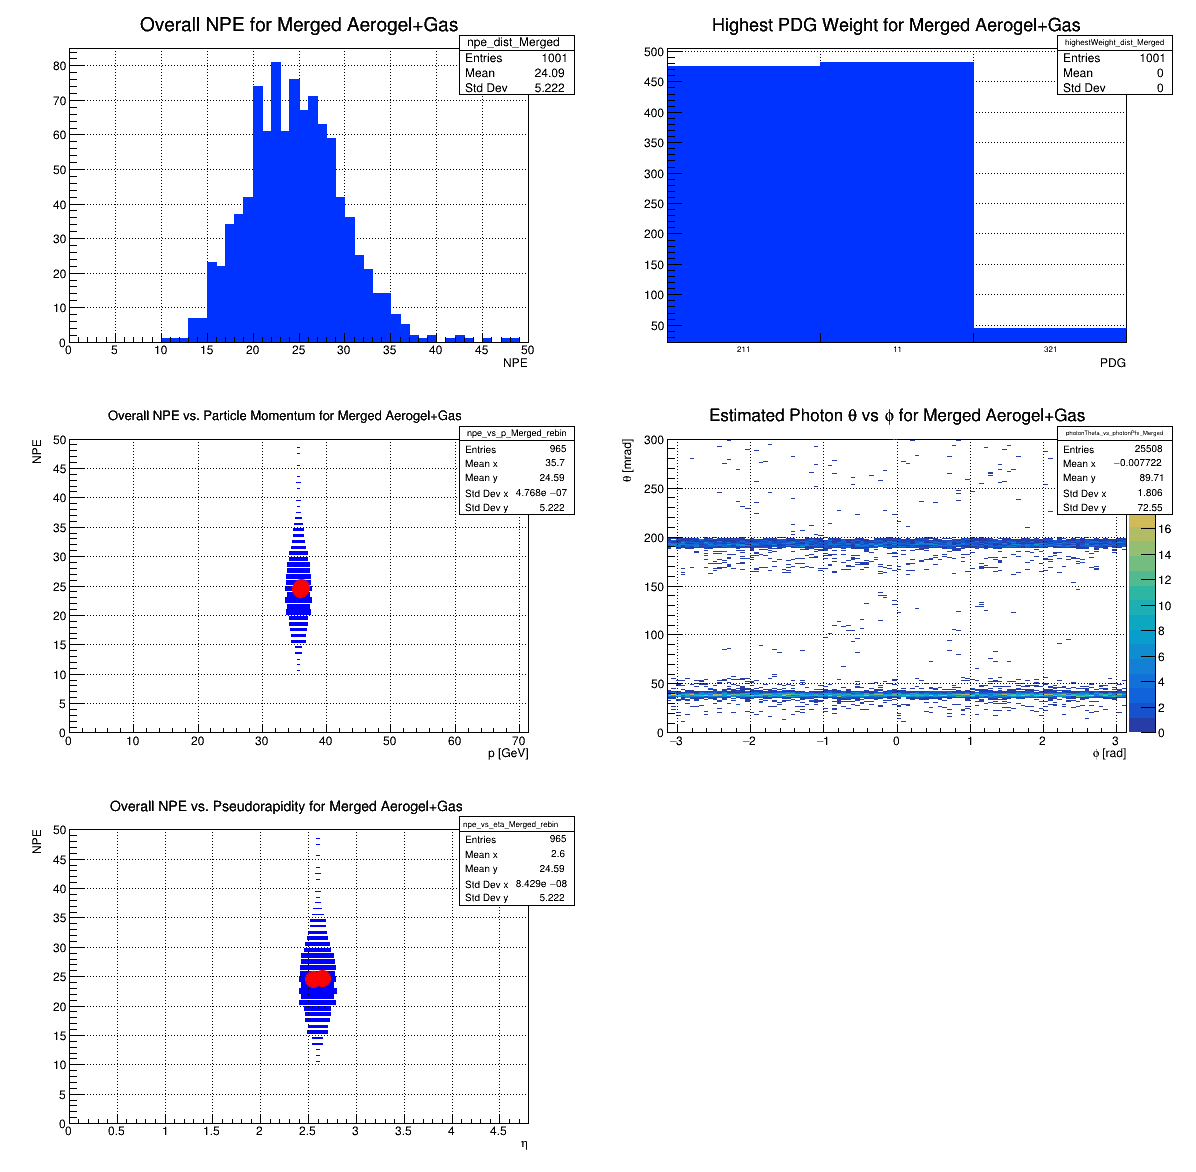 Overall NPE for Merged Aerogel+Gas
npe_dist_Merged
Entries 1001
Mean 24.09
Std Dev 5.222
80
70
60
50
40
30
20
10
0
0 5 10 15 20 25 30 35 40 45 50
NPE
Highest PDG Weight for Merged Aerogel+Gas
highestWeight_dist_Merged
Entries 1001
Mean 0
Std Dev 0
500
450
400
350
300
250
200
150
100
50
211 11 321
PDG
Overall NPE vs. Particle Momentum for Merged Aerogel+Gas
npe_vs_p_Merged_rebin
Entries 965
Mean x 35.7
Mean y 24.59
Std Dev x 4.768e −07
Std Dev y 5.222
NPE
50
45
40
35
30
25
20
15
10
5
0
0 10 20 30 40 50 60 70
p [GeV]
Estimated Photon θ vs ϕ for Merged Aerogel+Gas
photonTheta_vs_photonPhi_Merged
Entries 25508
Mean x −0.007722
Mean y 89.71
Std Dev x 1.806
Std Dev y 72.55
θ [mrad]
300
250
200
150
100
50
0
−3 −2 −1 0 1 2 3
ϕ [rad]
16
14
12
10
8
6
4
2
0
Overall NPE vs. Pseudorapidity for Merged Aerogel+Gas
npe_vs_eta_Merged_rebin
Entries 965
Mean x 2.6
Mean y 24.59
Std Dev x 8.429e −08
Std Dev y 5.222
NPE
50
45
40
35
30
25
20
15
10
5
0
0 0.5 1 1.5 2 2.5 3 3.5 4 4.5
η